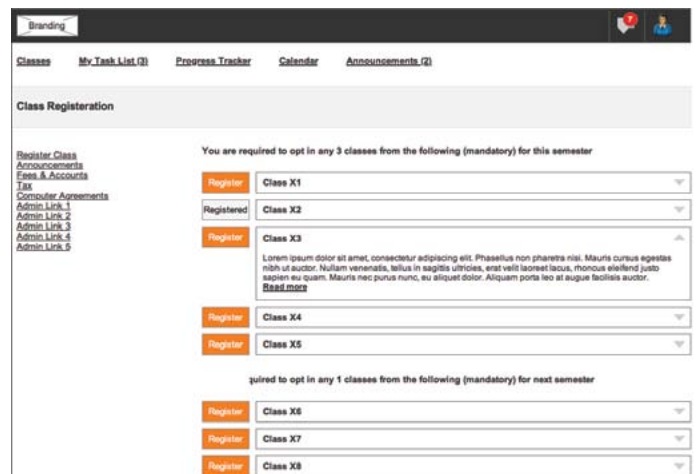 Branding
7
Classes My Task List (3) Progress Tracker Calendar Announcements (2)
Class Registeration
Register Class
Announcements
Fees & Accounts
Tax
Computer Agreements
Admin Link 1
Admin Link 2
Admin Link 3
Admin Link 4
Admin Link 5
You are required to opt in any 3 classes from the following (mandatory) for this semester
Register Class X1
Registered Class X2
Register Class X3
Lorem ipsum dolor sit amet, consectetur adipiscing elit. Phasellus non pharetra nisi. Mauris cursus egestas
nibh ut auctor. Nullam venenatis, tellus in sagittis ultricies, erat velit laoreet lacus, rhoncus eleifend justo
sapien eu quam. Mauris nec purus nunc, eu aliquet dolor. Aliquam porta leo at augue facilisis auctor.
Read more
Register Class X4
Register Class X5
quired to opt in any 1 classes from the following (mandatory) for next semester
Register Class X6
Register Class X7
Register Class X8